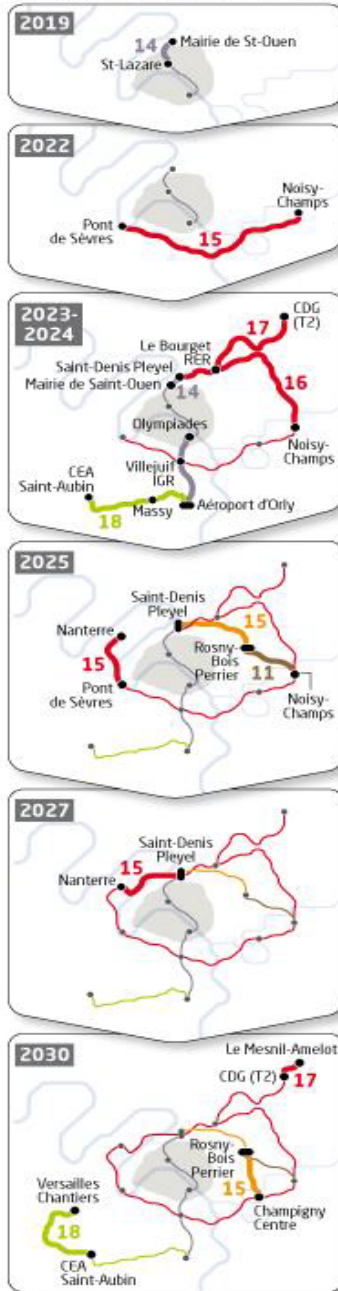 2019
14
Mairie de St-Ouen
St-Lazare
2022
Noisy-
Champs
Pont
de Sèvres
15
2023-
2024
CDG
(T2)
17
Le Bourget
RER
Saint-Denis Pleyel
Mairie de Saint-Ouen
16
14
Olympiades
Noisy-
Champs
Villejuif
IGR
CEA
Saint-Aubin
Massy
Aéroport d'Orly
18
2025
Saint-Denis
Pleyel
15
Nanterre
Rosny-
Bois
Perrier
15
11
Pont
de Sèvres
Noisy-
Champs
2027
Saint-Denis
Pleyel
15
Nanterre
2030
Le Mesnil-Amelot
CDG (T2)
17
Rosny-
Bois
Perrier
Versailles
Chantiers
15
Champigny
Centre
18
CEA
Saint-Aubin